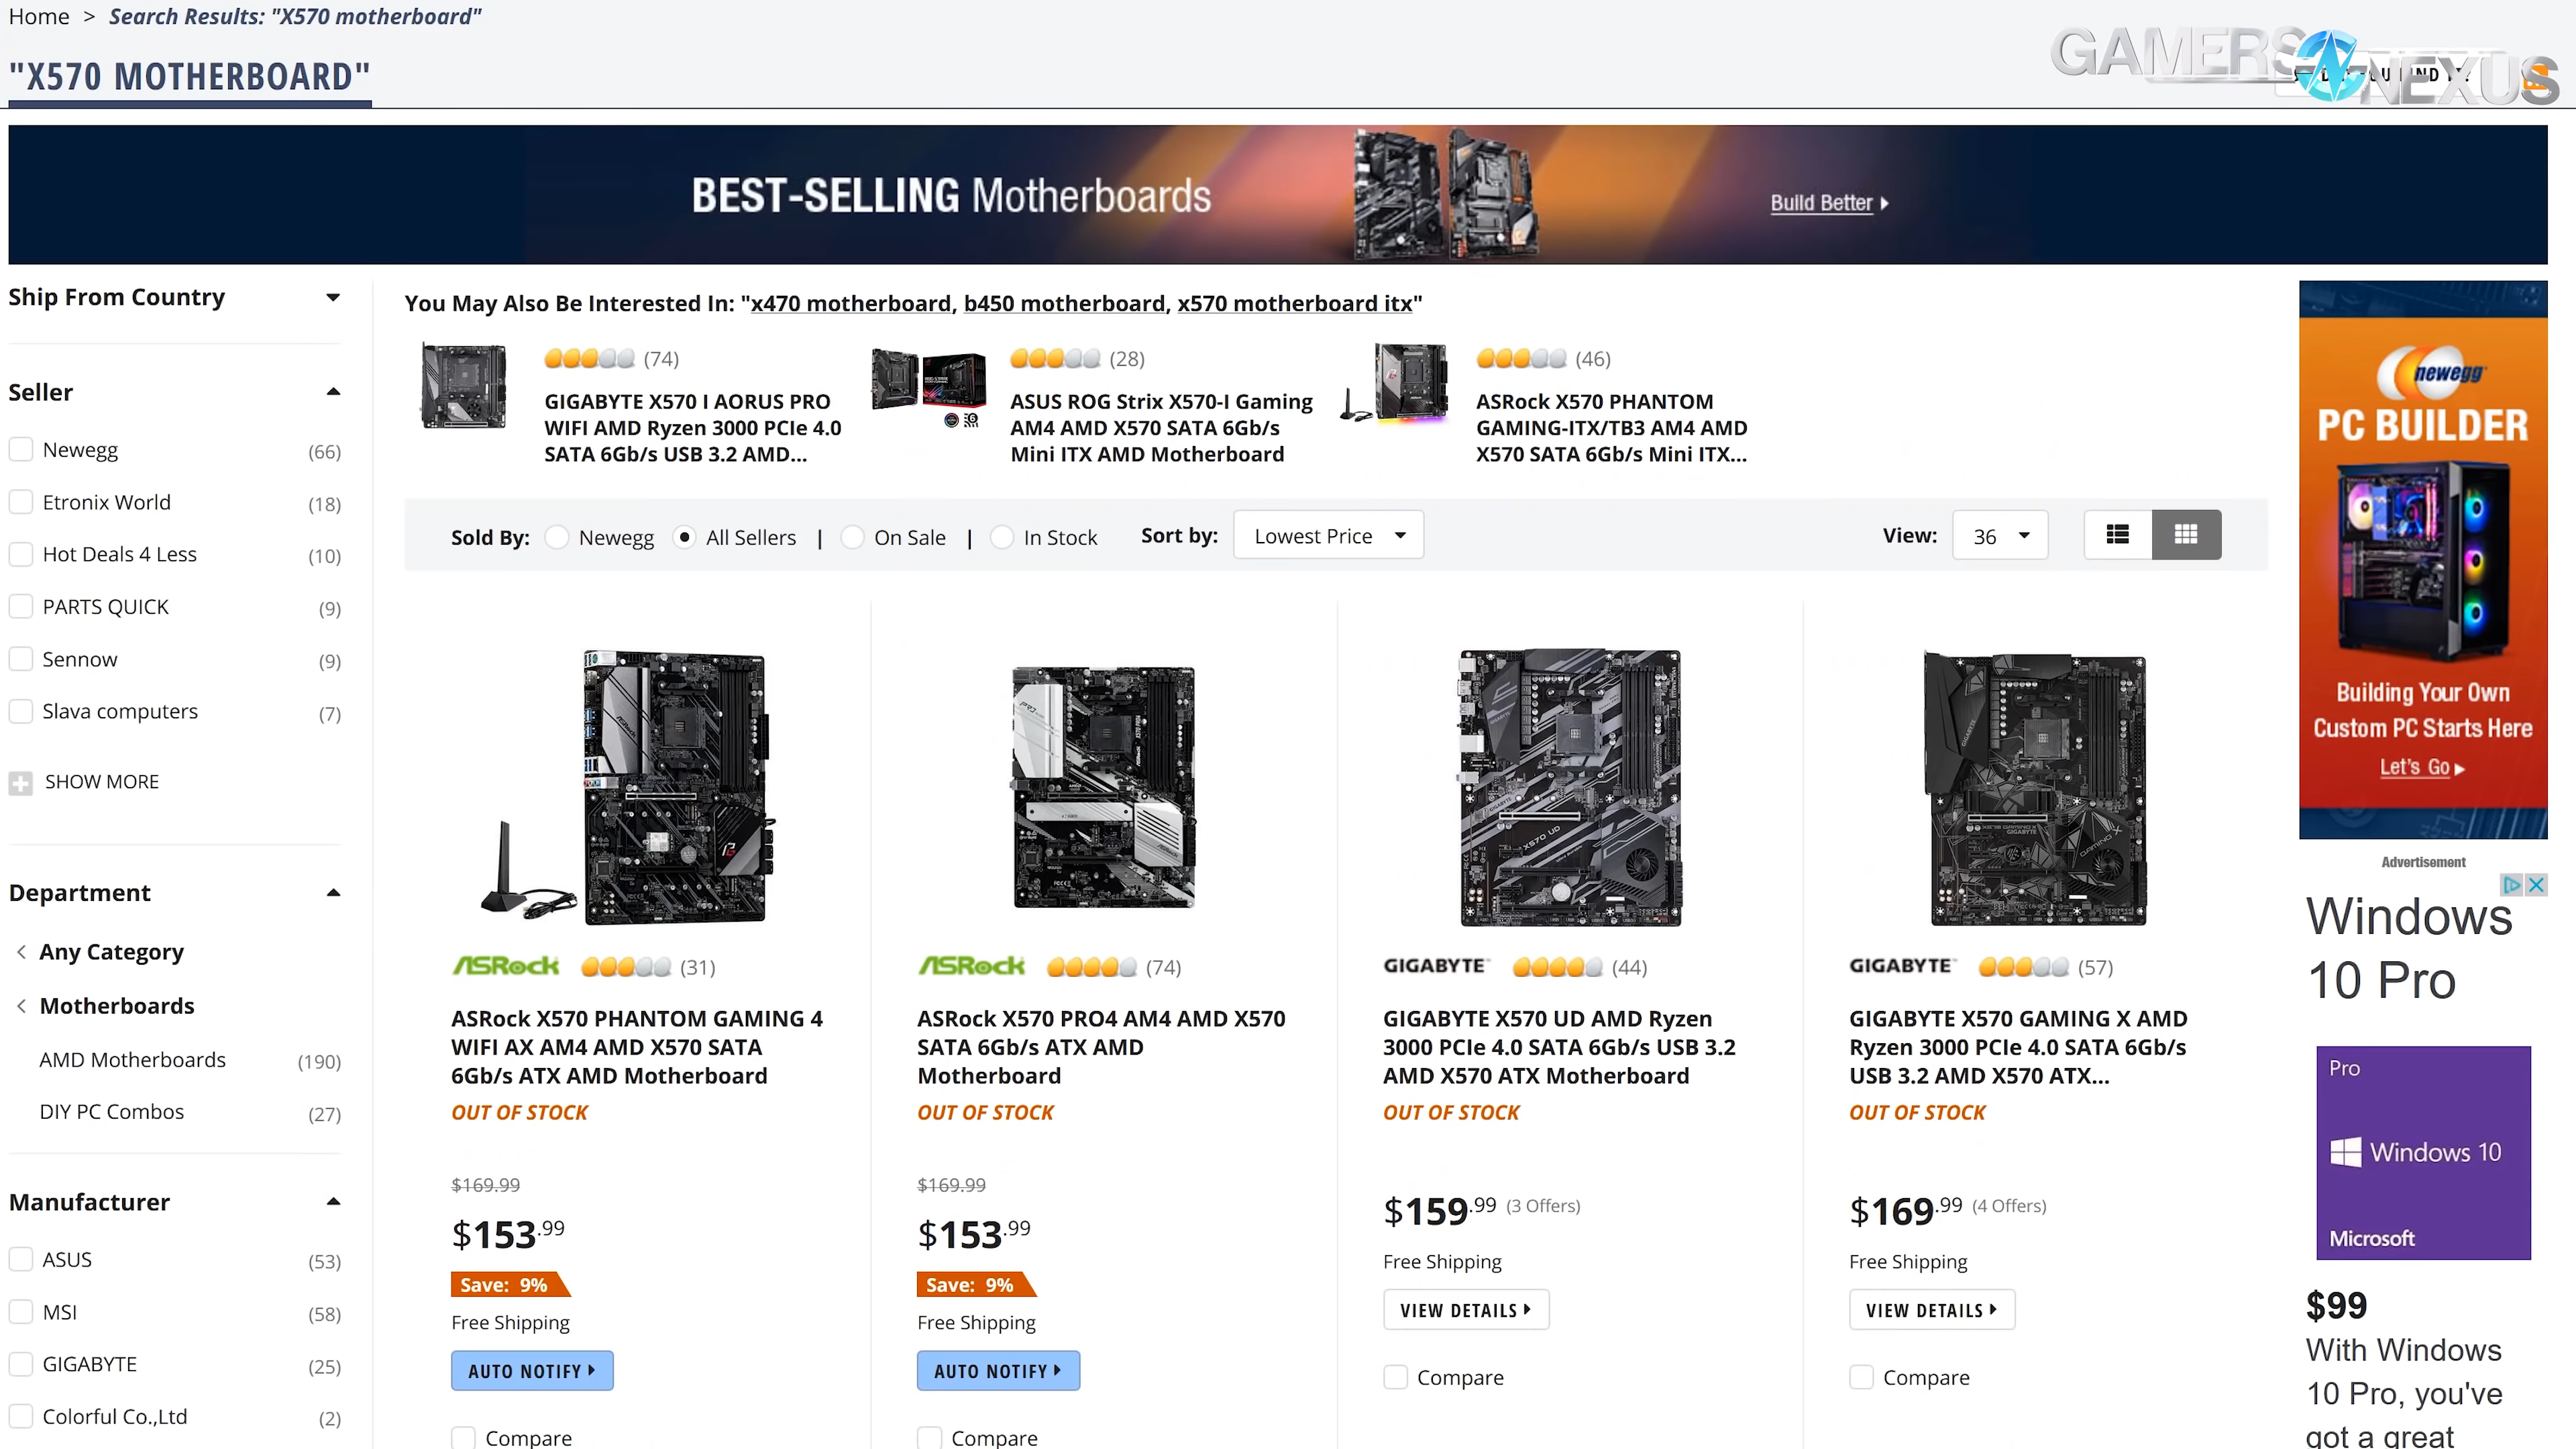 Home > Search Results: "X570 motherboard"
GAMERS NEXUS
"X570 MOTHERBOARD"
BEST-SELLING Motherboards
Build Better
Ship From Country
Seller
Newegg (66)
Etronix World (18)
Hot Deals 4 Less (10)
PARTS QUICK (9)
Sennow (9)
Slava computers (7)
SHOW MORE
Department
Any Category
Motherboards
AMD Motherboards (190)
DIY PC Combos (27)
Manufacturer
ASUS (53)
MSI (58)
GIGABYTE (25)
Colorful Co.,Ltd (2)
You May Also Be Interested In: "x470 motherboard, b450 motherboard, x570 motherboard itx"
(74)
GIGABYTE X570 I AORUS PRO
WIFI AMD Ryzen 3000 PCIe 4.0
SATA 6Gb/s USB 3.2 AMD...
(28)
ASUS ROG Strix X570-I Gaming
AM4 AMD X570 SATA 6Gb/s
Mini ITX AMD Motherboard
(46)
ASRock X570 PHANTOM
GAMING-ITX/TB3 AM4 AMD
X570 SATA 6Gb/s Mini ITX...
Sold By: Newegg All Sellers | On Sale | In Stock Sort by: Lowest Price View: 36
ASRock (31)
ASRock X570 PHANTOM GAMING 4
WIFI AX AM4 AMD X570 SATA
6Gb/s ATX AMD Motherboard
OUT OF STOCK
$169.99
$153.99
Save: 9%
Free Shipping
AUTO NOTIFY
Compare
ASRock (74)
ASRock X570 PRO4 AM4 AMD X570
SATA 6Gb/s ATX AMD
Motherboard
OUT OF STOCK
$169.99
$153.99
Save: 9%
Free Shipping
AUTO NOTIFY
Compare
X570 UD
GIGABYTE (44)
GIGABYTE X570 UD AMD Ryzen
3000 PCIe 4.0 SATA 6Gb/s USB 3.2
AMD X570 ATX Motherboard
OUT OF STOCK
$159.99 (3 Offers)
Free Shipping
VIEW DETAILS
Compare
GIGABYTE (57)
GIGABYTE X570 GAMING X AMD
Ryzen 3000 PCIe 4.0 SATA 6Gb/s
USB 3.2 AMD X570 ATX...
OUT OF STOCK
$169.99 (4 Offers)
Free Shipping
VIEW DETAILS
Compare
newegg
PC BUILDER
Building Your Own
Custom PC Starts Here
Let's Go
Advertisement
Windows
10 Pro
Pro
Windows 10
Microsoft
$99
With Windows
10 Pro, you've
got a great